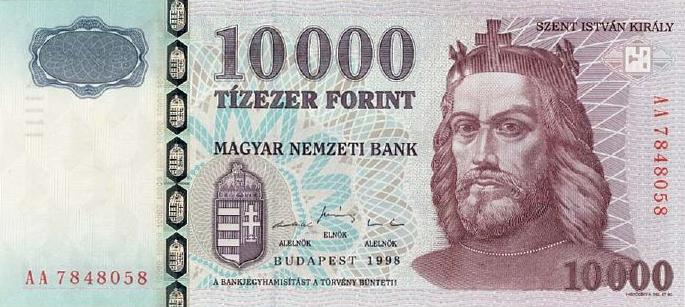 SZENT ISTVÁN KIRÁLY
10000
TÍZEZER FORINT
MAGYAR NEMZETI BANK
AA 7848058
ALELNÖK ELNÖK ALELNÖK
BUDAPEST 1998
AA 7848058
A BANKJEGYHAMISÍTÁST A TÖRVÉNY BÜNTETI!
10000